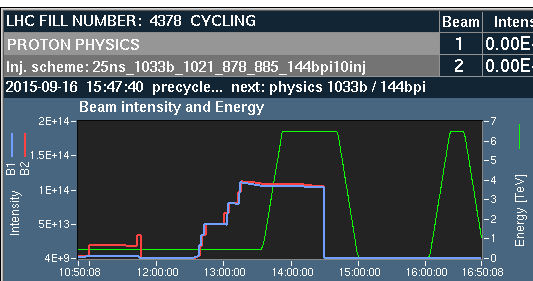 LHC FILL NUMBER: 4378 CYCLING
Beam Intens
PROTON PHYSICS
1 0.00E-
Inj. scheme: 25ns_1033b_1021_878_885_144bpi10inj
2 0.00E-
2015-09-16 15:47:40 precycle... next: physics 1033b / 144bpi
Beam intensity and Energy
2E+14
1.5E+14
1E+14
5E+13
4E+9
B1
B2
Intensity
7
6
5
4
3
2
1
0
Energy [TeV]
10:50:08 12:00:00 13:00:00 14:00:00 15:00:00 16:00:00 16:50:08